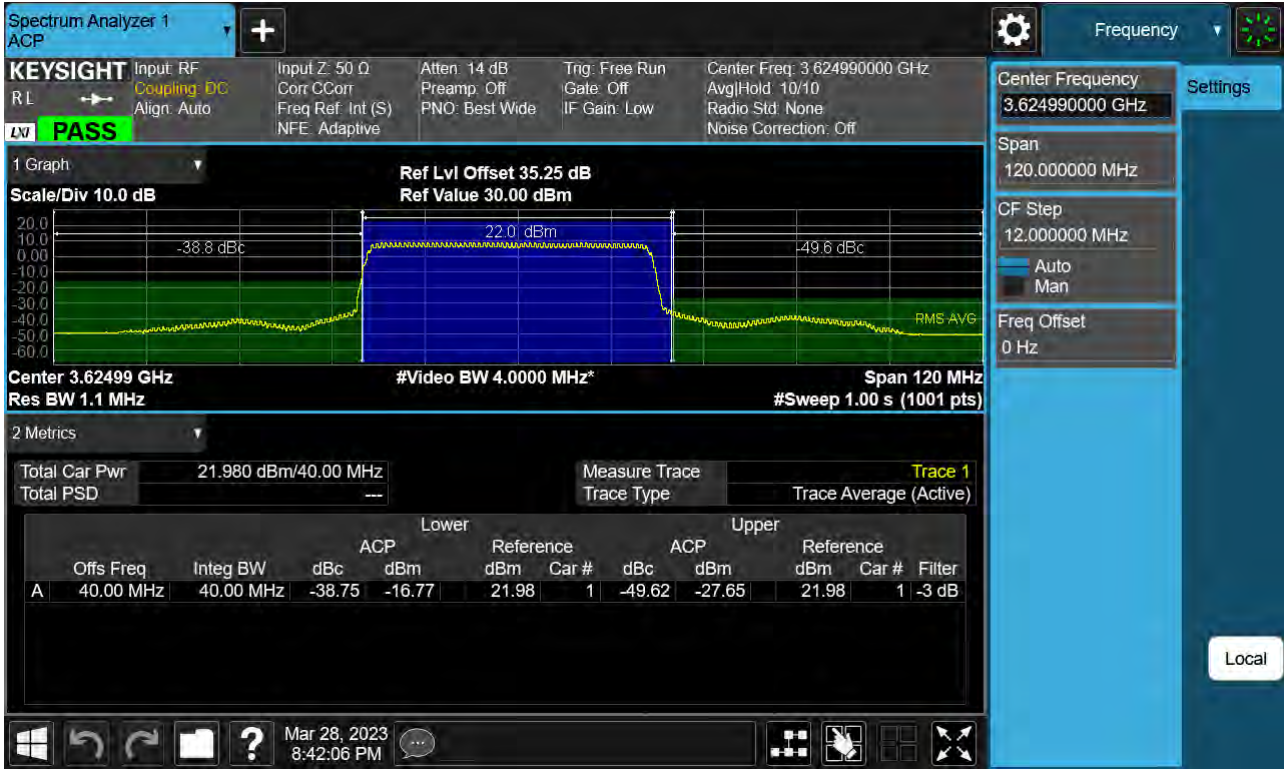 Spectrum Analyzer 1
ACP
Frequency
KEYSIGHT
RL
LXI
PASS
Input: RF
Coupling: DC
Align: Auto
Input Z: 50 Ω
Corr CCorr
Freq Ref: Int (S)
NFE: Adaptive
Atten: 14 dB
Preamp: Off
PNO: Best Wide
Trig: Free Run
Gate: Off
IF Gain: Low
Center Freq: 3.624990000 GHz
Avg|Hold: 10/10
Radio Std: None
Noise Correction: Off
Center Frequency
3.624990000 GHz
Settings
Span
120.000000 MHz
CF Step
12.000000 MHz
Auto
Man
Freq Offset
0 Hz
1 Graph
Scale/Div 10.0 dB
Ref Lvl Offset 35.25 dB
Ref Value 30.00 dBm
20.0
10.0
0.00
-10.0
-20.0
-30.0
-40.0
-50.0
-60.0
-38.8 dBc
22.0 dBm
-49.6 dBc
RMS AVG
Center 3.62499 GHz
#Video BW 4.0000 MHz*
Span 120 MHz
Res BW 1.1 MHz
#Sweep 1.00 s (1001 pts)
2 Metrics
Total Car Pwr 21.980 dBm/40.00 MHz
Total PSD ---
Measure Trace Trace 1
Trace Type Trace Average (Active)
Lower Upper
ACP Reference ACP Reference
Offs Freq Integ BW dBc dBm dBm Car # dBc dBm dBm Car # Filter
A 40.00 MHz 40.00 MHz -38.75 -16.77 21.98 1 -49.62 -27.65 21.98 1 -3 dB
Local
Mar 28, 2023
8:42:06 PM